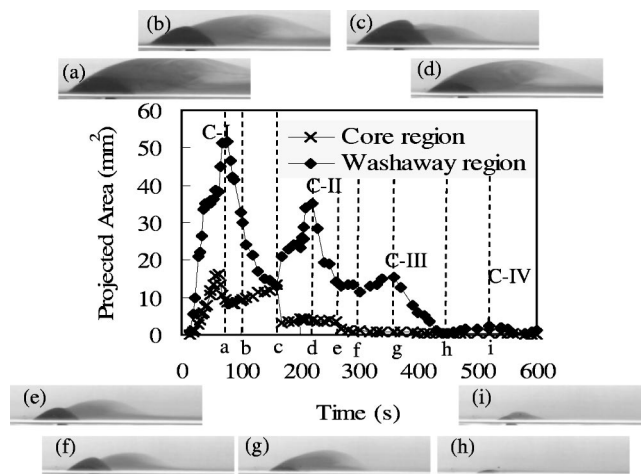 (b)
(c)
(a)
(d)
60
50
40
30
20
10
0
Projected Area (mm²)
Core region
Washaway region
C-I
C-II
C-III
C-IV
a b c d e f g h i
0 100 200 300 400 500 600
Time (s)
(e)
(i)
(f)
(g)
(h)